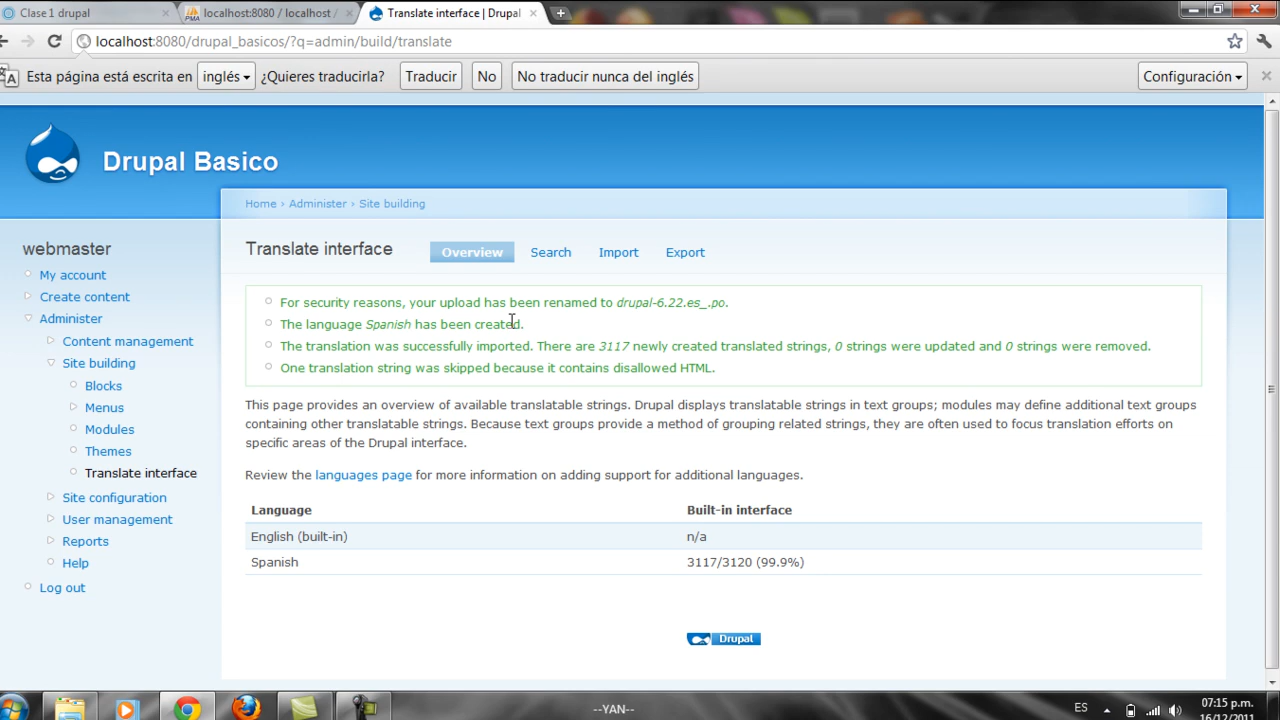 Clase 1 drupal
localhost:8080 / localhost /
Translate interface | Drupal
localhost:8080/drupal_basicos/?q=admin/build/translate
Esta página está escrita en inglés ¿Quieres traducirla? Traducir No No traducir nunca del inglés Configuración
Drupal Basico
Home › Administer › Site building
webmaster
My account
Create content
Administer
Content management
Site building
Blocks
Menus
Modules
Themes
Translate interface
Site configuration
User management
Reports
Help
Log out
Translate interface Overview Search Import Export
For security reasons, your upload has been renamed to drupal-6.22.es_.po.
The language Spanish has been created.
The translation was successfully imported. There are 3117 newly created translated strings, 0 strings were updated and 0 strings were removed.
One translation string was skipped because it contains disallowed HTML.
This page provides an overview of available translatable strings. Drupal displays translatable strings in text groups; modules may define additional text groups
containing other translatable strings. Because text groups provide a method of grouping related strings, they are often used to focus translation efforts on
specific areas of the Drupal interface.
Review the languages page for more information on adding support for additional languages.
Language Built-in interface
English (built-in) n/a
Spanish 3117/3120 (99.9%)
Drupal
--YAN--
ES
07:15 p.m.
16/12/2011